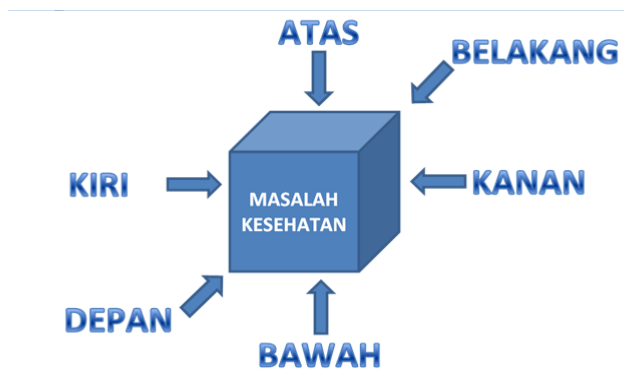 ATAS
BELAKANG
KIRI
MASALAH
KESEHATAN
KANAN
DEPAN
BAWAH